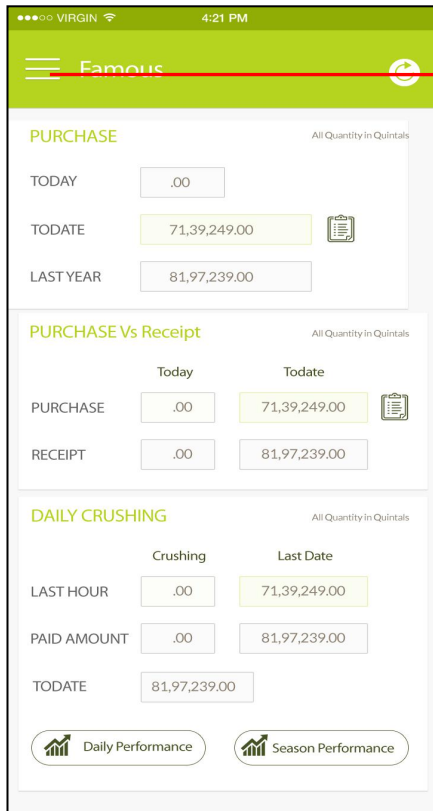 VIRGIN 4:21 PM
Famous
PURCHASE All Quantity in Quintals
TODAY .00
TODATE 71,39,249.00
LAST YEAR 81,97,239.00
PURCHASE Vs Receipt All Quantity in Quintals
Today Todate
PURCHASE .00 71,39,249.00
RECEIPT .00 81,97,239.00
DAILY CRUSHING All Quantity in Quintals
Crushing Last Date
LAST HOUR .00 71,39,249.00
PAID AMOUNT .00 81,97,239.00
TODATE 81,97,239.00
Daily Performance Season Performance